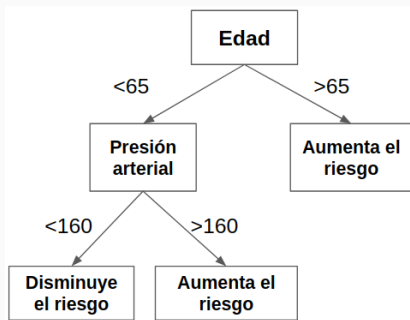 Edad
<65
>65
Presión
arterial
Aumenta el
riesgo
<160
>160
Disminuye
el riesgo
Aumenta el
riesgo